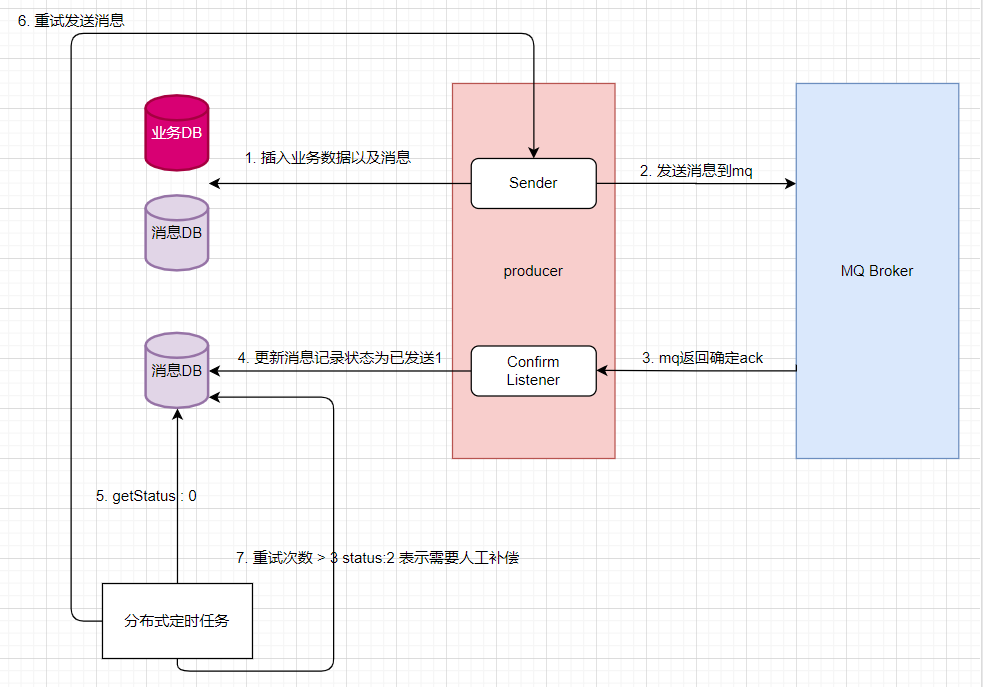 6. 重试发送消息
业务DB
1. 插入业务数据以及消息
Sender
2. 发送消息到mq
消息DB
producer
MQ Broker
消息DB
4. 更新消息记录状态为已发送1
Confirm
Listener
3. mq返回确定ack
5. getStatus : 0
7. 重试次数 > 3 status:2 表示需要人工补偿
分布式定时任务